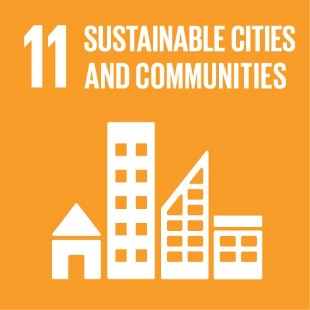 11 SUSTAINABLE CITIES
AND COMMUNITIES